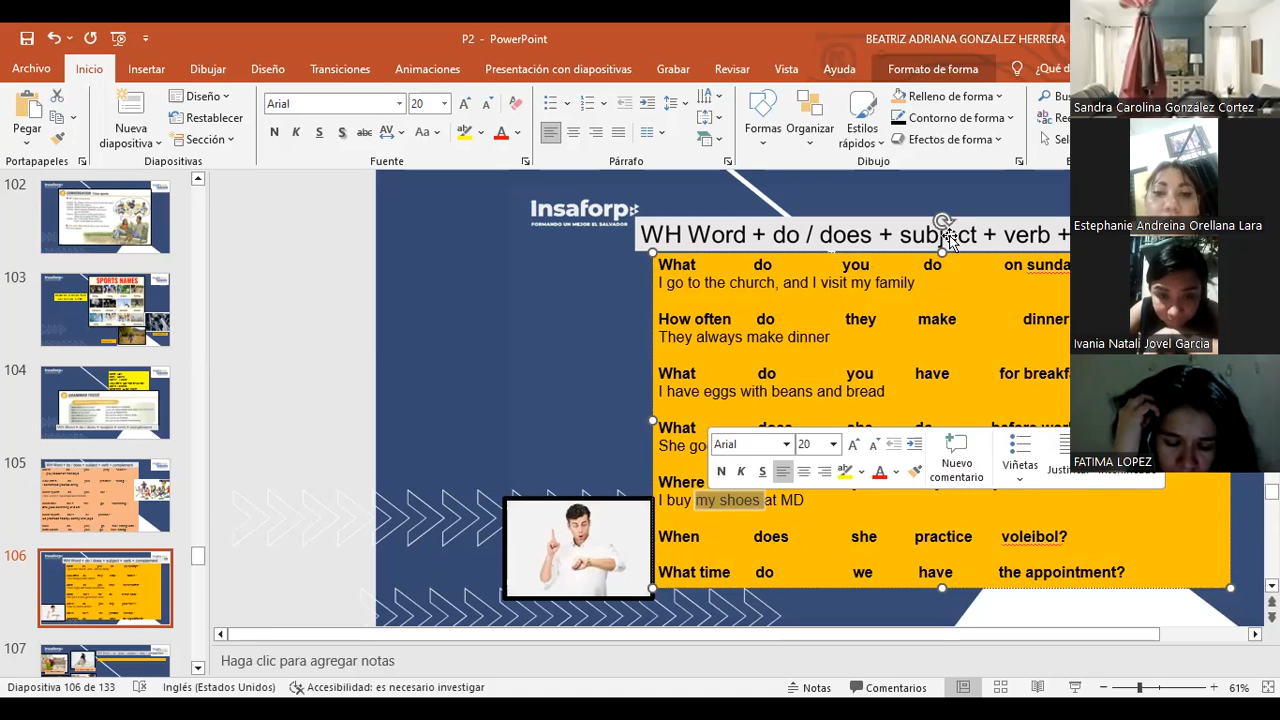 P2 - PowerPoint
BEATRIZ ADRIANA GONZALEZ HERRERA
Archivo Inicio Insertar Dibujar Diseño Transiciones Animaciones Presentación con diapositivas Grabar Revisar Vista Ayuda Formato de forma ¿Qué d
Pegar
Nueva diapositiva
Diseño
Restablecer
Sección
Arial 20
N K S S abc AV Aa A
Formas
Organizar
Estilos rápidos
Relleno de forma
Contorno de forma
Efectos de forma
Portapapeles Diapositivas Fuente Párrafo Dibujo
102
103
SPORTS NAMES
104
105
106
107
Insaforp
FORMANDO UN MEJOR EL SALVADOR
WH Word + do / does + subject + verb +
What do you do on sunda
I go to the church, and I visit my family
How often do they make dinner
They always make dinner
What do you have for breakfa
I have eggs with beans and bread
What
She go
Where
I buy my shoes at MD
When does she practice voleibol?
What time do we have the appointment?
Arial 20
N K S
Nuevo comentario
Viñetas
Sandra Carolina González Cortez
Estephanie Andreina Orellana Lara
Ivania Natali Jovel Garcia
FATIMA LOPEZ
Haga clic para agregar notas
Diapositiva 106 de 133 Inglés (Estados Unidos) Accesibilidad: es necesario investigar Notas Comentarios 61%